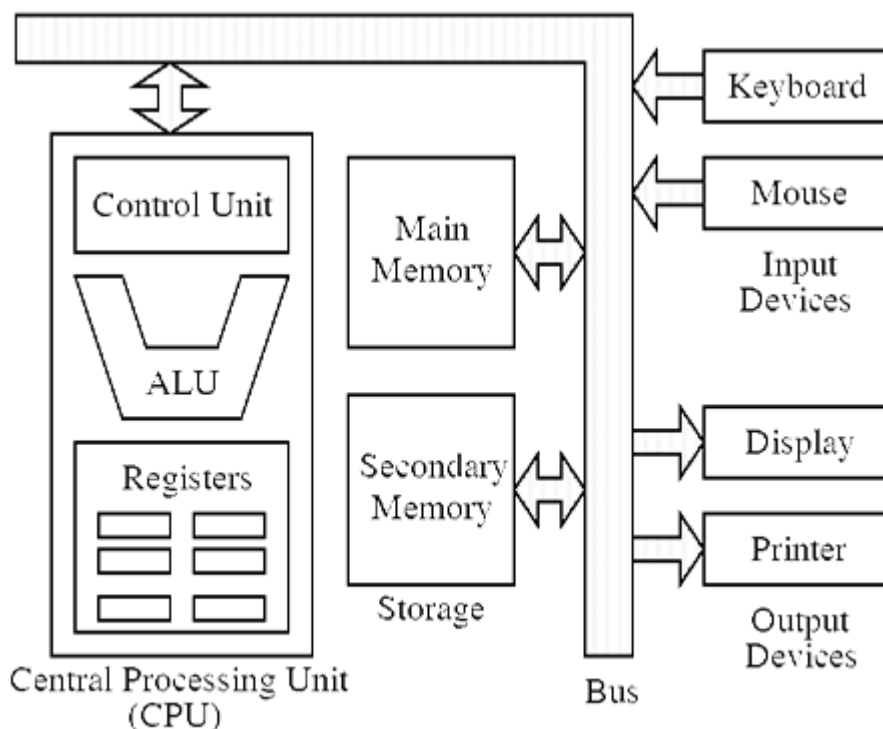 Control Unit
ALU
Registers
Central Processing Unit
(CPU)
Main
Memory
Secondary
Memory
Storage
Bus
Keyboard
Mouse
Input
Devices
Display
Printer
Output
Devices